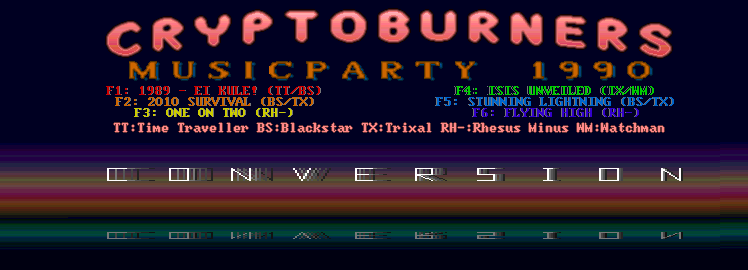 CRYPTOBURNERS
MUSICPARTY 1990
F1: 1989 - EI KULE! (TT/BS)
F4: ISIS UNVEILED (TX/WM)
F2: 2010 SURVIVAL (BS/TX)
F5: STUNNING LIGHTNING (BS/TX)
F3: ONE ON TWO (RH-)
F6: FLYING HIGH (RH-)
TT:Time Traveller BS:Blackstar TX:Trixal RH-:Rhesus Minus WM:Watchman
CONVERSION